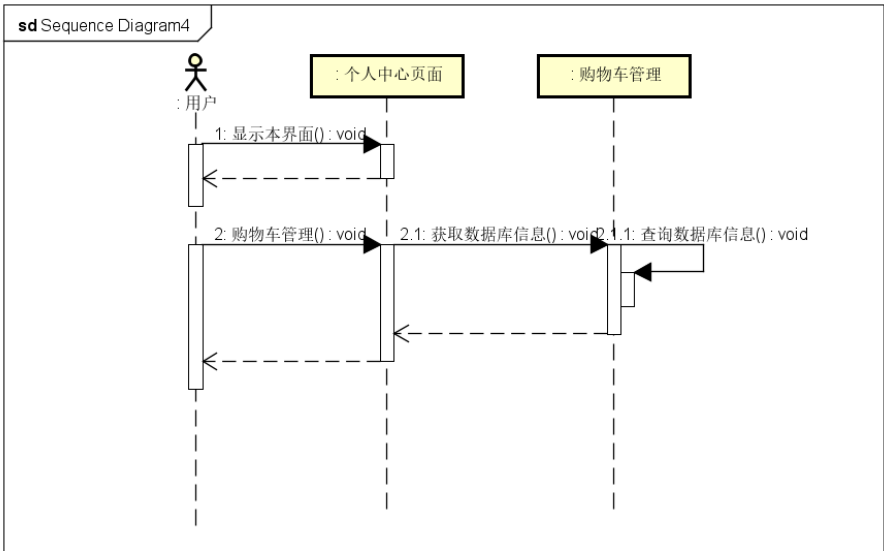 sd Sequence Diagram4
: 用户
: 个人中心页面
: 购物车管理
1: 显示本界面() : void
2: 购物车管理() : void
2.1: 获取数据库信息() : void
2.1.1: 查询数据库信息() : void